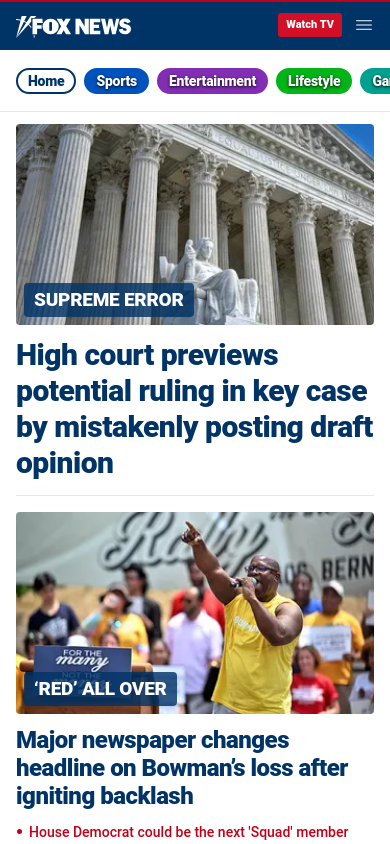 FOX NEWS
Watch TV
Home
Sports
Entertainment
Lifestyle
SUPREME ERROR
High court previews
potential ruling in key case
by mistakenly posting draft
opinion
Rally
FOR THE
many
‘RED’ ALL OVER
Major newspaper changes
headline on Bowman’s loss after
igniting backlash
House Democrat could be the next 'Squad' member